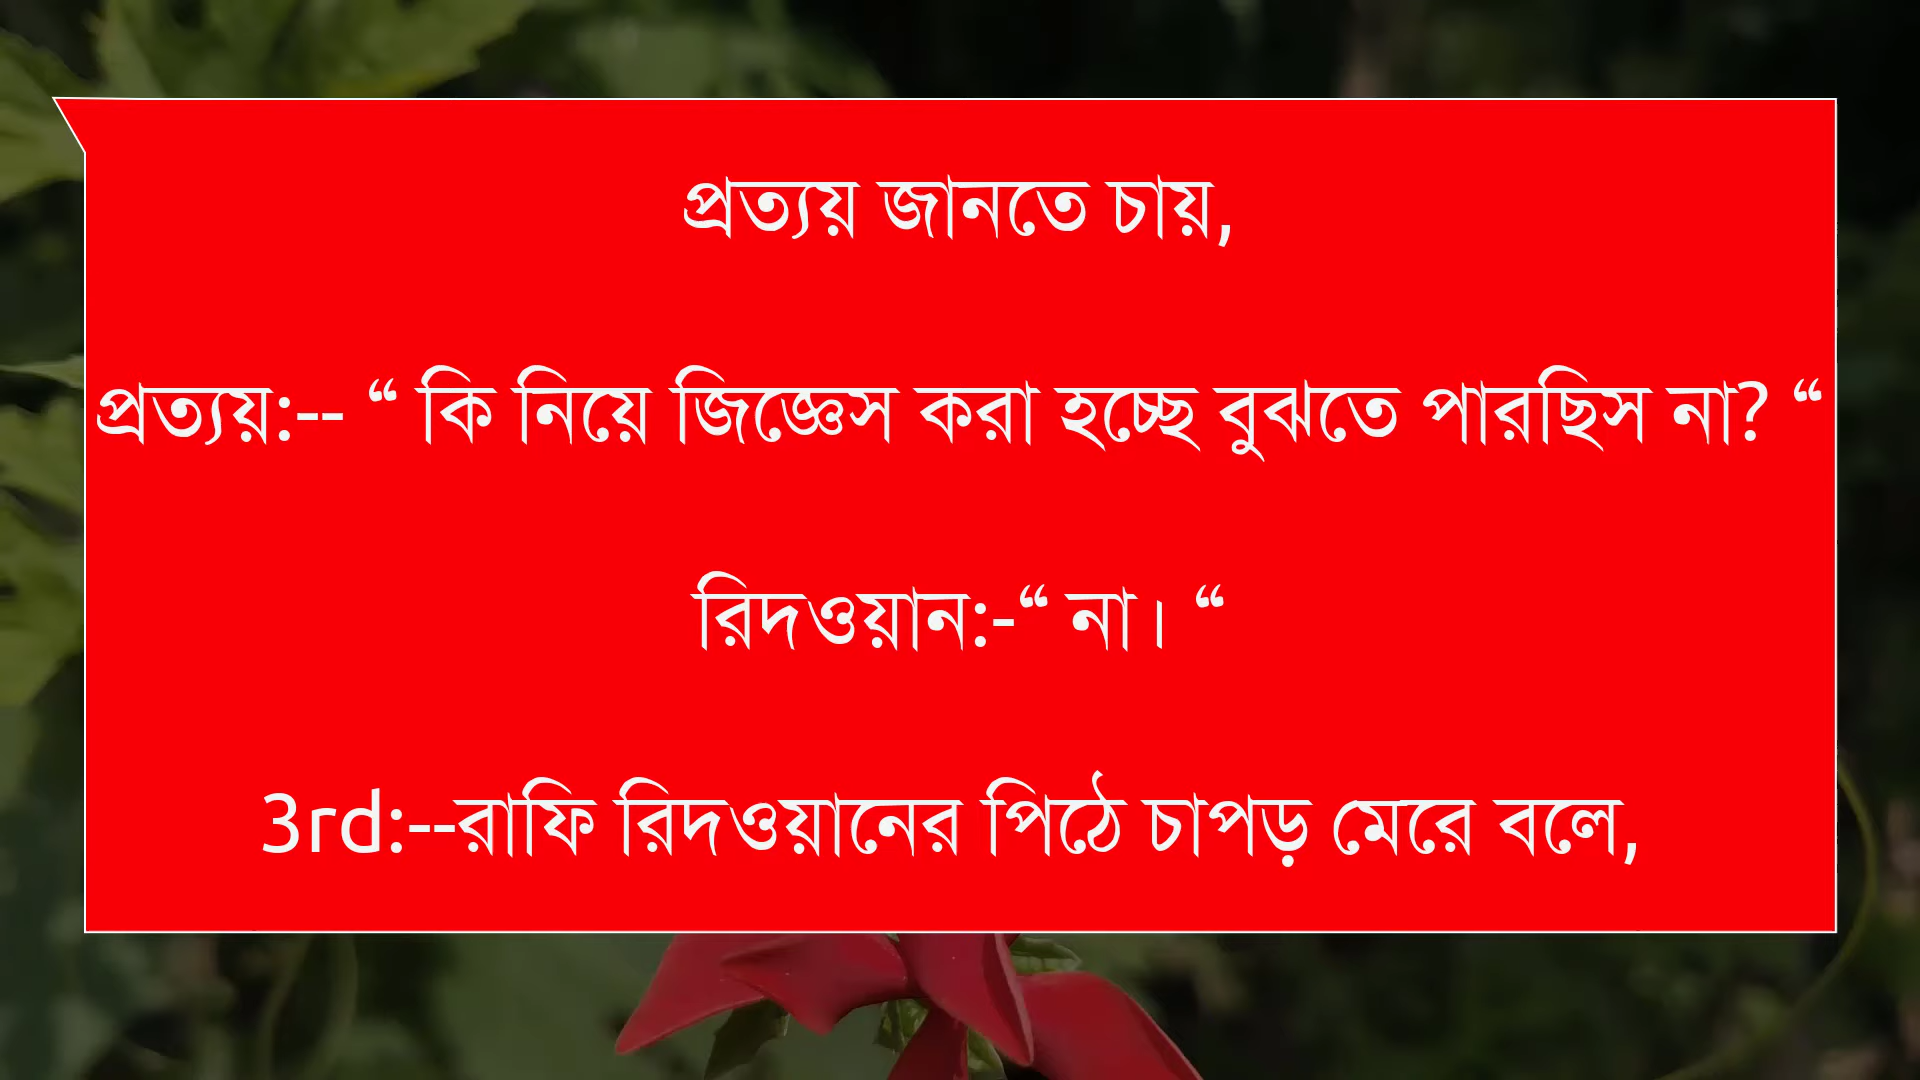 প্রত্যয় জানতে চায়,
প্রত্যয়:-- “ কি নিয়ে জিজ্ঞেস করা হচ্ছে বুঝতে পারছিস না? “
রিদওয়ান:-“ না। “
3rd:--রাফি রিদওয়ানের পিঠে চাপড় মেরে বলে,